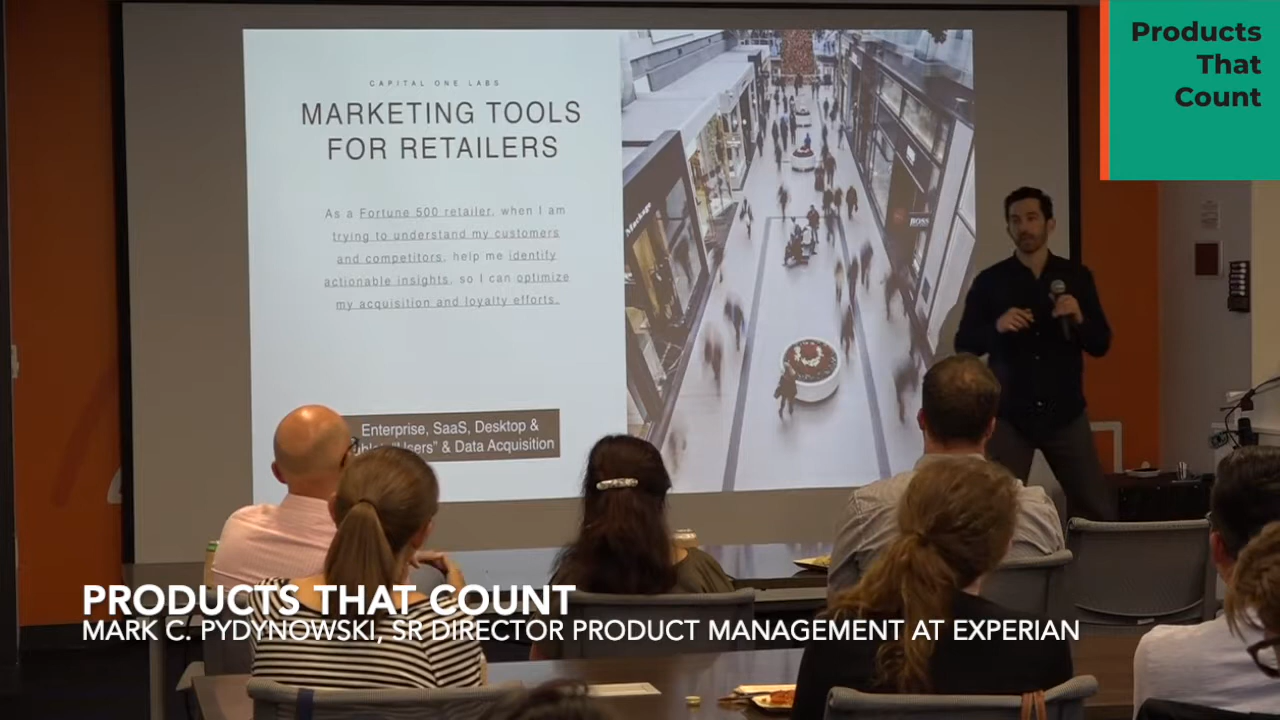 Products
That
Count
CAPITAL ONE LABS
MARKETING TOOLS
FOR RETAILERS
As a Fortune 500 retailer, when I am
trying to understand my customers
and competitors, help me identify
actionable insights, so I can optimize
my acquisition and loyalty efforts.
Enterprise, SaaS, Desktop &
"Users" & Data Acquisition
Mackage
BOSS
PRODUCTS THAT COUNT
MARK C. PYDYNOWSKI, SR DIRECTOR PRODUCT MANAGEMENT AT EXPERIAN